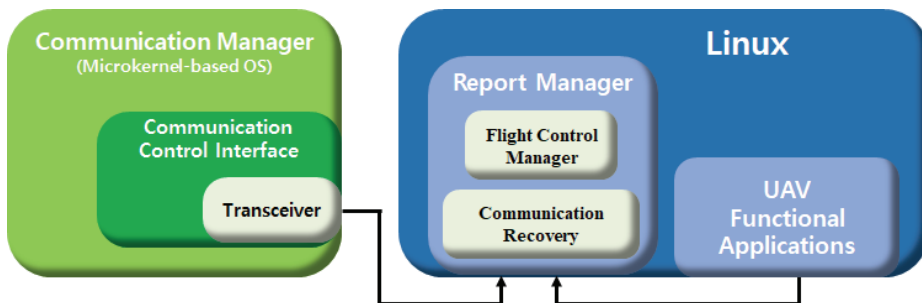 Communication Manager
(Microkernel-based OS)
Communication
Control Interface
Transceiver
Linux
Report Manager
Flight Control
Manager
Communication
Recovery
UAV
Functional
Applications